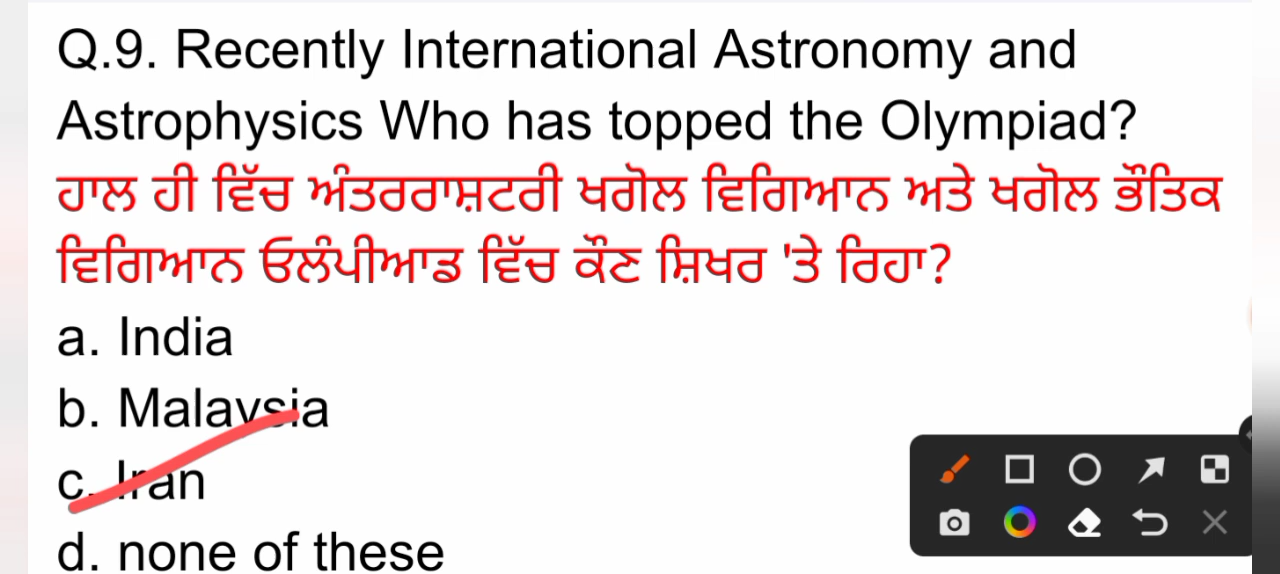 Q.9. Recently International Astronomy and
Astrophysics Who has topped the Olympiad?
ਹਾਲ ਹੀ ਵਿੱਚ ਅੰਤਰਰਾਸ਼ਟਰੀ ਖਗੋਲ ਵਿਗਿਆਨ ਅਤੇ ਖਗੋਲ ਭੌਤਿਕ
ਵਿਗਿਆਨ ਓਲੰਪੀਆਡ ਵਿੱਚ ਕੌਣ ਸ਼ਿਖਰ 'ਤੇ ਰਿਹਾ?
a. India
b. Malaysia
c. Iran
d. none of these